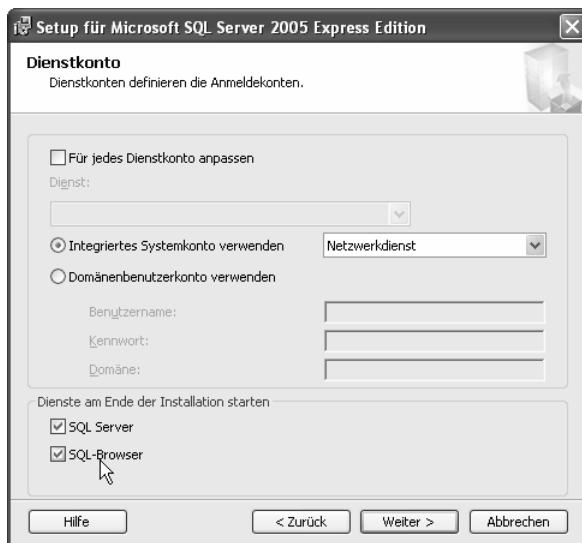 Setup für Microsoft SQL Server 2005 Express Edition
Dienstkonto
Dienstkonten definieren die Anmeldekonten.
Für jedes Dienstkonto anpassen
Dienst:
Integriertes Systemkonto verwenden
Netzwerkdienst
Domänenbenutzerkonto verwenden
Benutzername:
Kennwort:
Domäne:
Dienste am Ende der Installation starten
SQL Server
SQL-Browser
Hilfe
< Zurück
Weiter >
Abbrechen